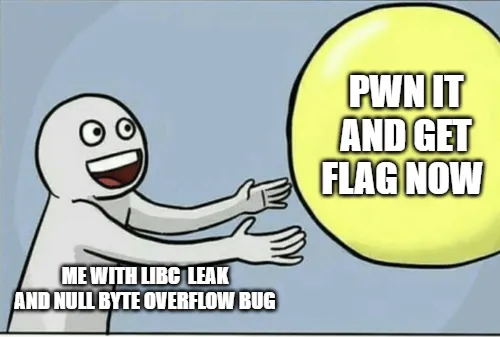 PWN IT
AND GET
FLAG NOW
ME WITH LIBC LEAK
AND NULL BYTE OVERFLOW BUG